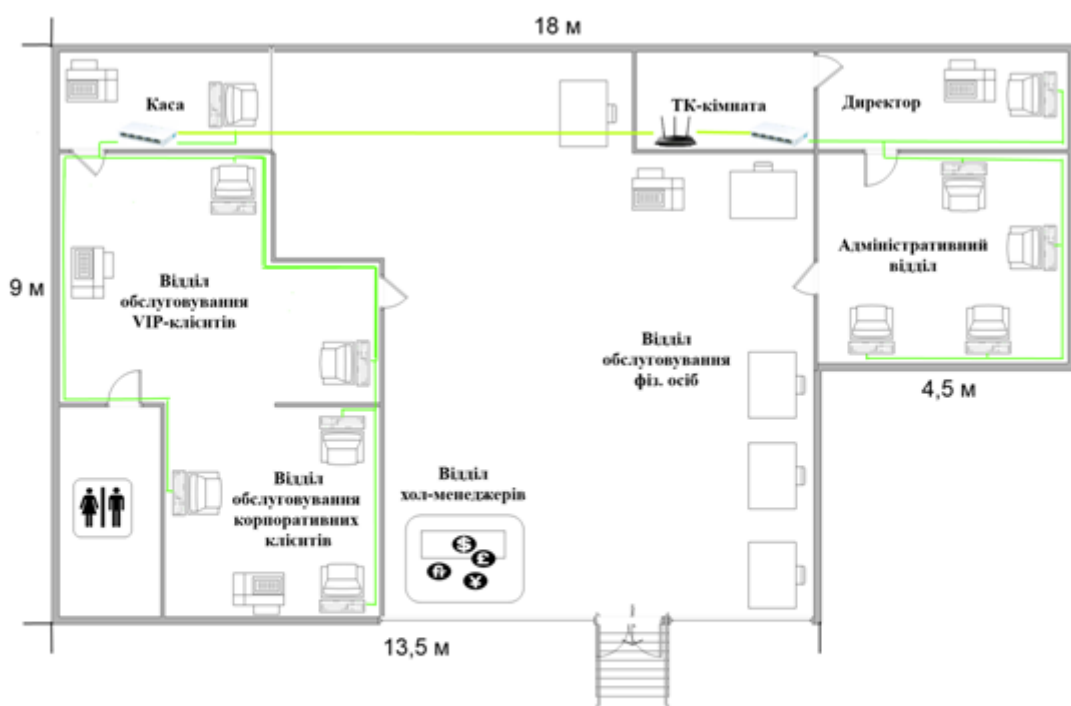 18 м
Каса
ТК-кімната
Директор
9 м
Відділ
обслуговування
VIP-клієнтів
Адміністративний
відділ
Відділ
обслуговування
фіз. осіб
4,5 м
Відділ
обслуговування
корпоративних
клієнтів
Відділ
хол-менеджерів
$
£
¥
13,5 м